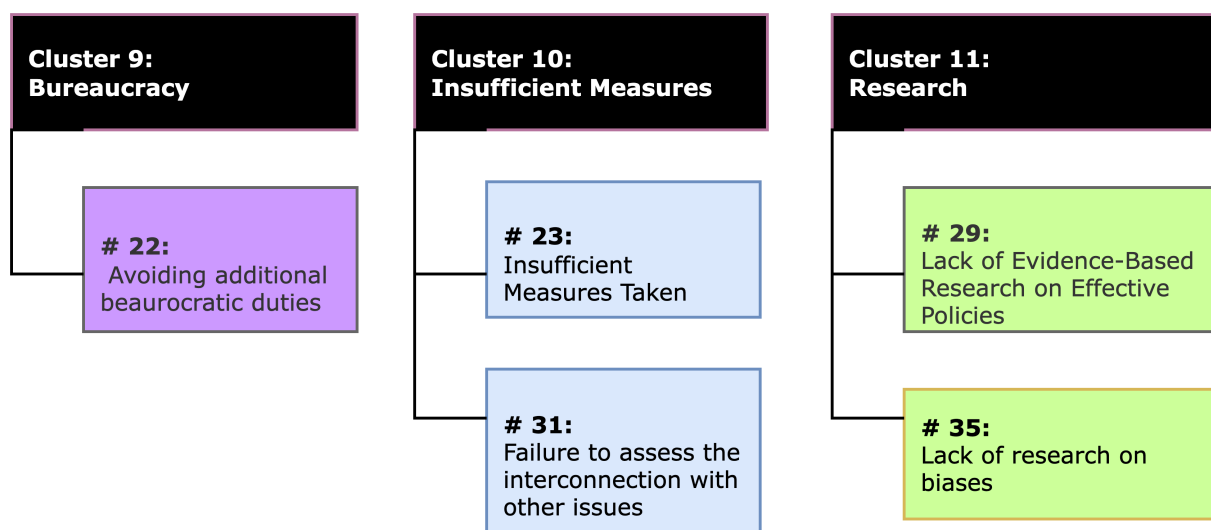 Cluster 9:
Bureaucracy
# 22:
Avoiding additional
beaurocratic duties
Cluster 10:
Insufficient Measures
# 23:
Insufficient
Measures Taken
# 31:
Failure to assess the
interconnection with
other issues
Cluster 11:
Research
# 29:
Lack of Evidence-Based
Research on Effective
Policies
# 35:
Lack of research on
biases